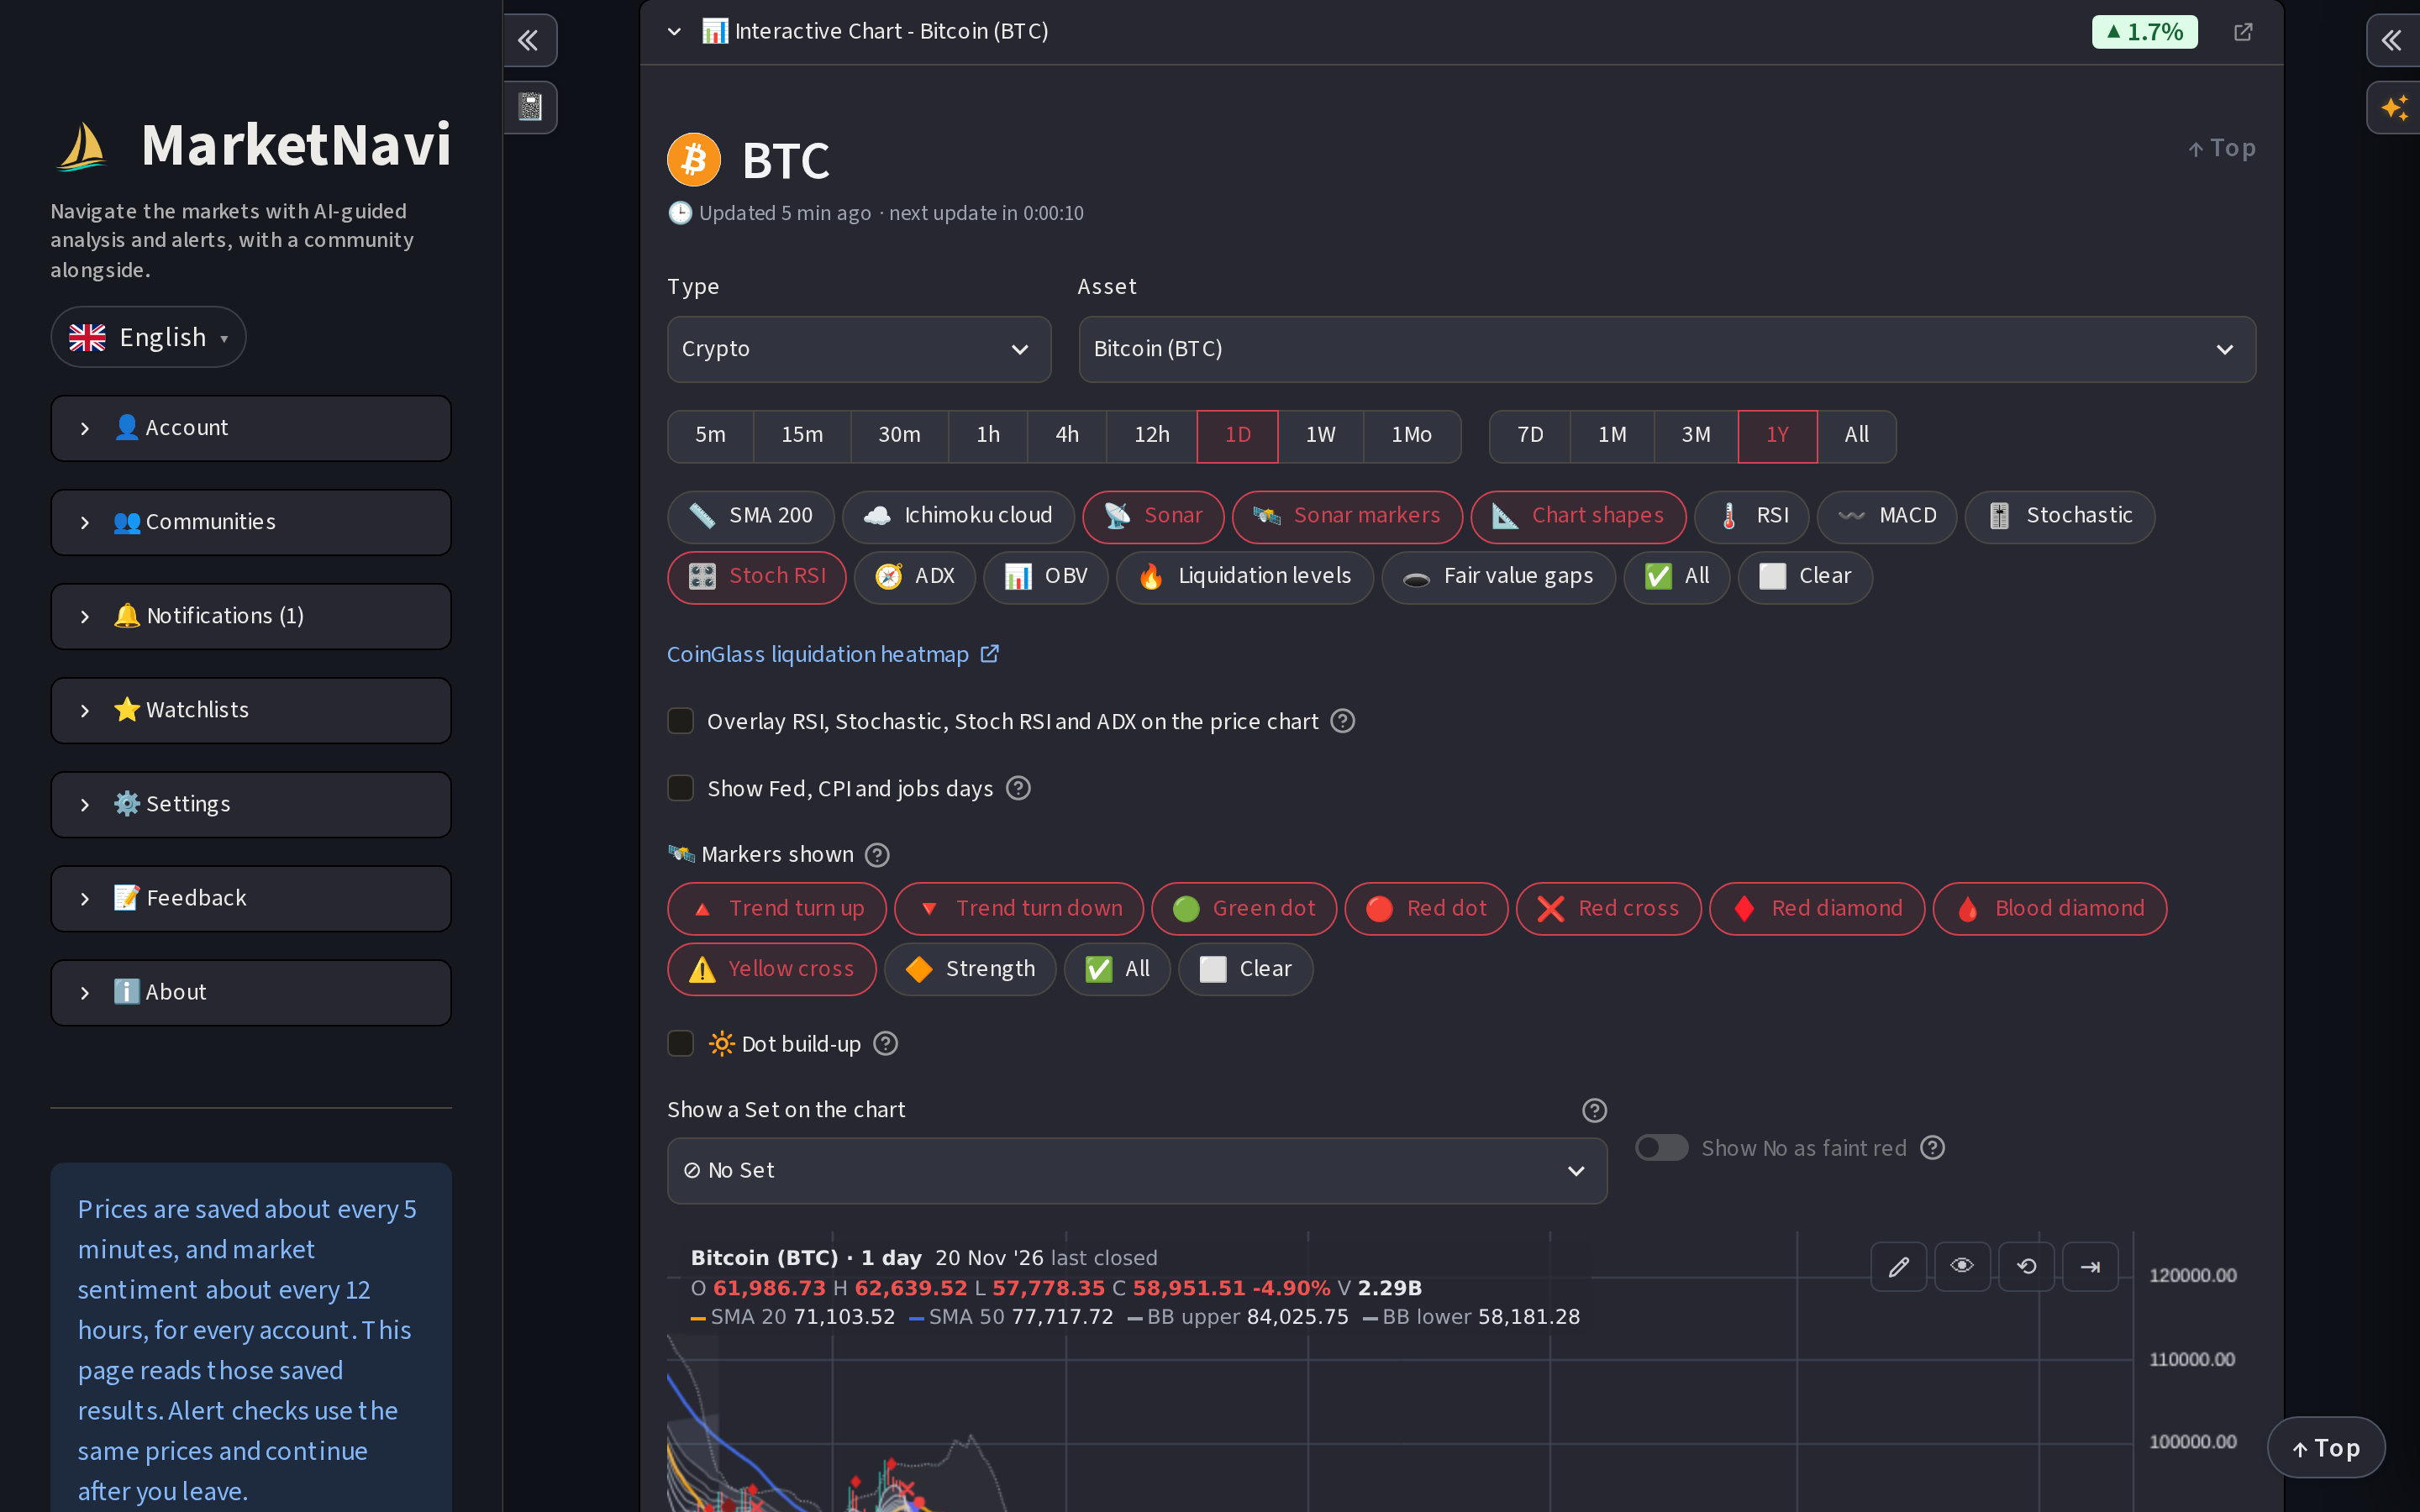 MarketNavi
Navigate the markets with AI-guided
analysis and alerts, with a community
alongside.
English ▾
Account
Communities
Notifications (1)
Watchlists
Settings
Feedback
About
Prices are saved about every 5
minutes, and market
sentiment about every 12
hours, for every account. This
page reads those saved
results. Alert checks use the
same prices and continue
after you leave.
Interactive Chart - Bitcoin (BTC)
▲ 1.7%
BTC
↑ Top
Updated 5 min ago · next update in 0:00:10
Type
Asset
Crypto
Bitcoin (BTC)
5m 15m 30m 1h 4h 12h 1D 1W 1Mo 7D 1M 3M 1Y All
SMA 200 Ichimoku cloud Sonar Sonar markers Chart shapes RSI MACD Stochastic
Stoch RSI ADX OBV Liquidation levels Fair value gaps All Clear
CoinGlass liquidation heatmap
Overlay RSI, Stochastic, Stoch RSI and ADX on the price chart
Show Fed, CPI and jobs days
Markers shown
Trend turn up Trend turn down Green dot Red dot Red cross Red diamond Blood diamond
Yellow cross Strength All Clear
Dot build-up
Show a Set on the chart
⊘ No Set
Show No as faint red
Bitcoin (BTC) · 1 day 20 Nov '26 last closed
O 61,986.73 H 62,639.52 L 57,778.35 C 58,951.51 -4.90% V 2.29B
SMA 20 71,103.52 SMA 50 77,717.72 BB upper 84,025.75 BB lower 58,181.28
120000.00
110000.00
100000.00
↑ Top